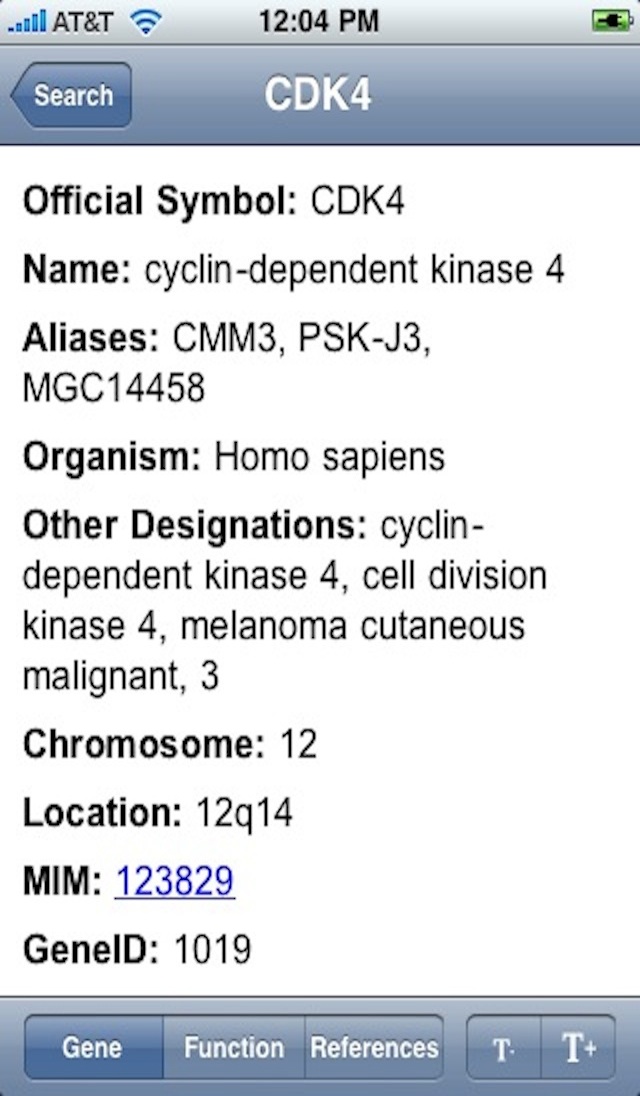 AT&T 12:04 PM
Search CDK4
Official Symbol: CDK4
Name: cyclin-dependent kinase 4
Aliases: CMM3, PSK-J3,
MGC14458
Organism: Homo sapiens
Other Designations: cyclin-
dependent kinase 4, cell division
kinase 4, melanoma cutaneous
malignant, 3
Chromosome: 12
Location: 12q14
MIM: 123829
GeneID: 1019
Gene Function References T- T+